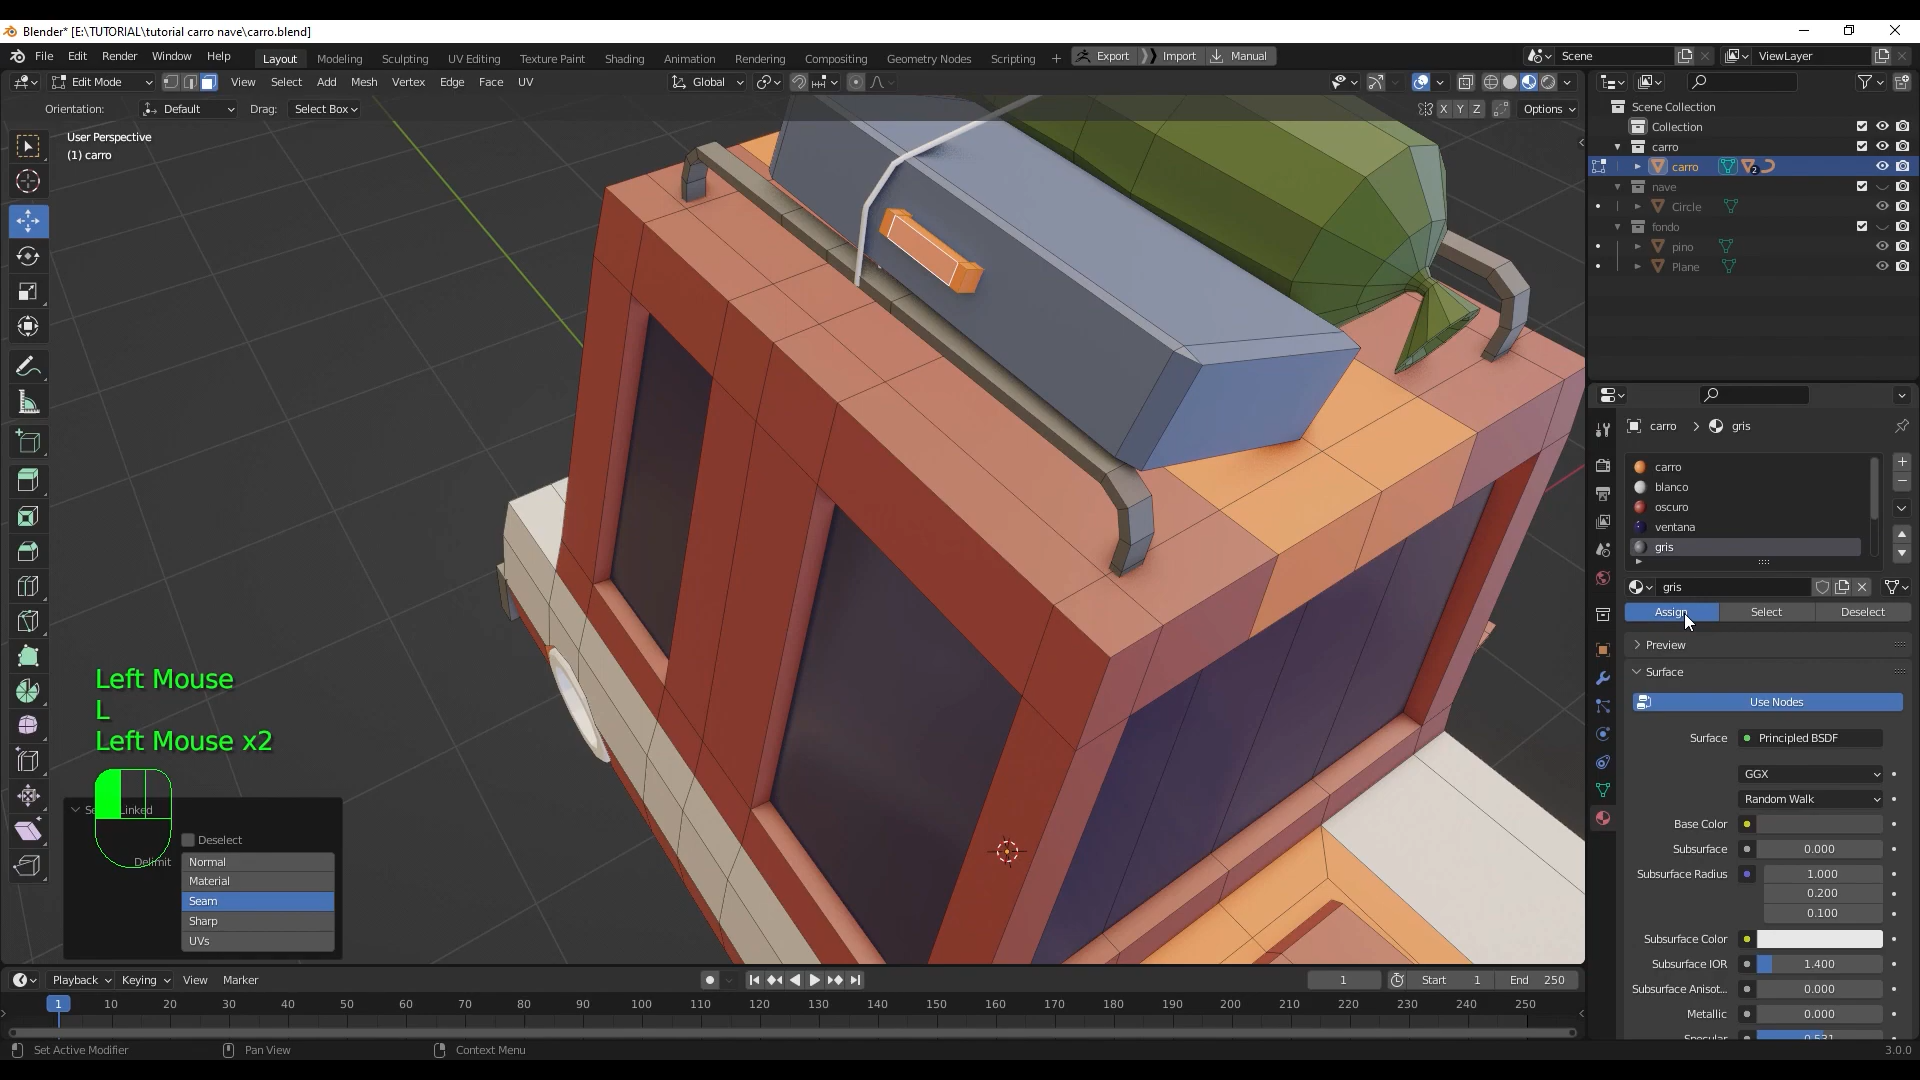 Blender* [E:\TUTORIAL\tutorial carro nave\carro.blend]
File Edit Render Window Help Layout Modeling Sculpting UV Editing Texture Paint Shading Animation Rendering Compositing Geometry Nodes Scripting + Export Import Manual Scene ViewLayer
Edit Mode View Select Add Mesh Vertex Edge Face UV Global
Orientation: Default Drag: Select Box X Y Z Options
User Perspective
(1) carro
Scene Collection
Collection
carro
carro 2
nave
Circle
fondo
pino
Plane
carro > gris
carro
blanco
oscuro
ventana
gris
gris
Assign Select Deselect
Preview
Surface
Use Nodes
Surface Principled BSDF
GGX
Random Walk
Base Color
Subsurface 0.000
Subsurface Radius 1.000
0.200
0.100
Subsurface Color
Subsurface IOR 1.400
Subsurface Anisot... 0.000
Metallic 0.000
Specular 0.531
Left Mouse
L
Left Mouse x2
Deselect
Delimit Normal
Material
Seam
Sharp
UVs
Playback Keying View Marker 1 Start 1 End 250
1 10 20 30 40 50 60 70 80 90 100 110 120 130 140 150 160 170 180 190 200 210 220 230 240 250
Set Active Modifier Pan View Context Menu 3.0.0